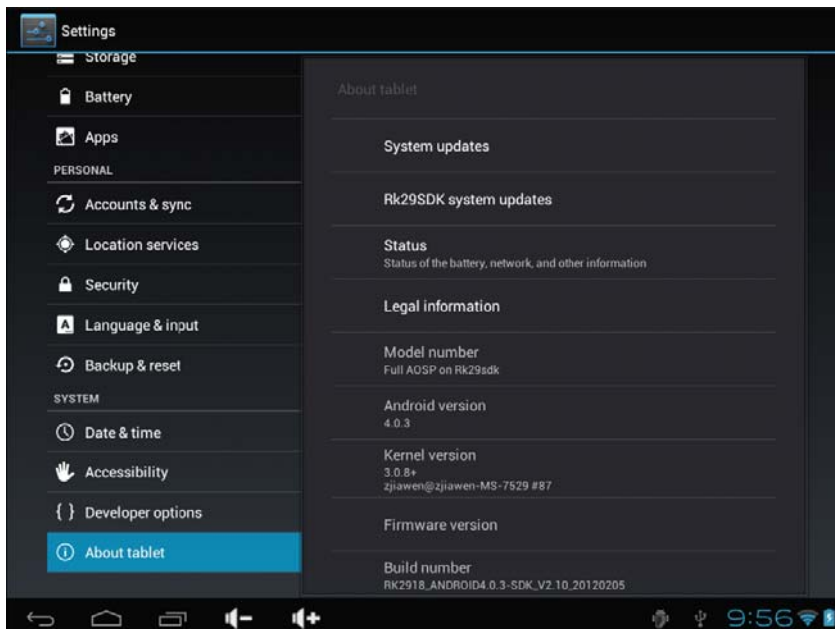 Settings
Storage
Battery
Apps
PERSONAL
Accounts & sync
Location services
Security
Language & input
Backup & reset
SYSTEM
Date & time
Accessibility
Developer options
About tablet
About tablet
System updates
Rk29SDK system updates
Status
Status of the battery, network, and other information
Legal information
Model number
Full AOSP on Rk29sdk
Android version
4.0.3
Kernel version
3.0.8+
zjiawen@zjiawen-MS-7529 #87
Firmware version
Build number
RK2918_ANDROID4.0.3-SDK_V2.10_20120205
9:56